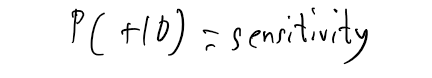 P(+|D) = sensitivity